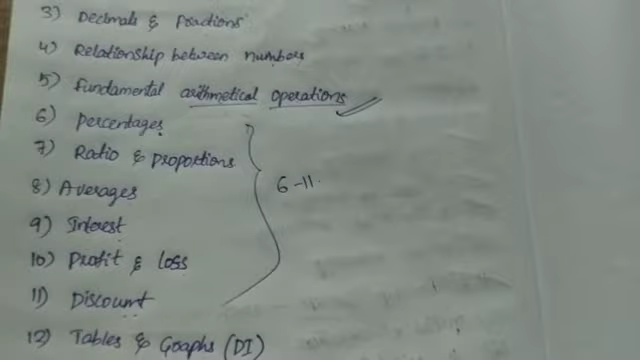 3) Decimals & Fractions
4) Relationship between numbers
5) Fundamental arithmetical operations
6) Percentages
7) Ratio & proportions
8) Averages
6-11.
9) Interest
10) Profit & loss
11) Discount
12) Tables & Graphs (DI)